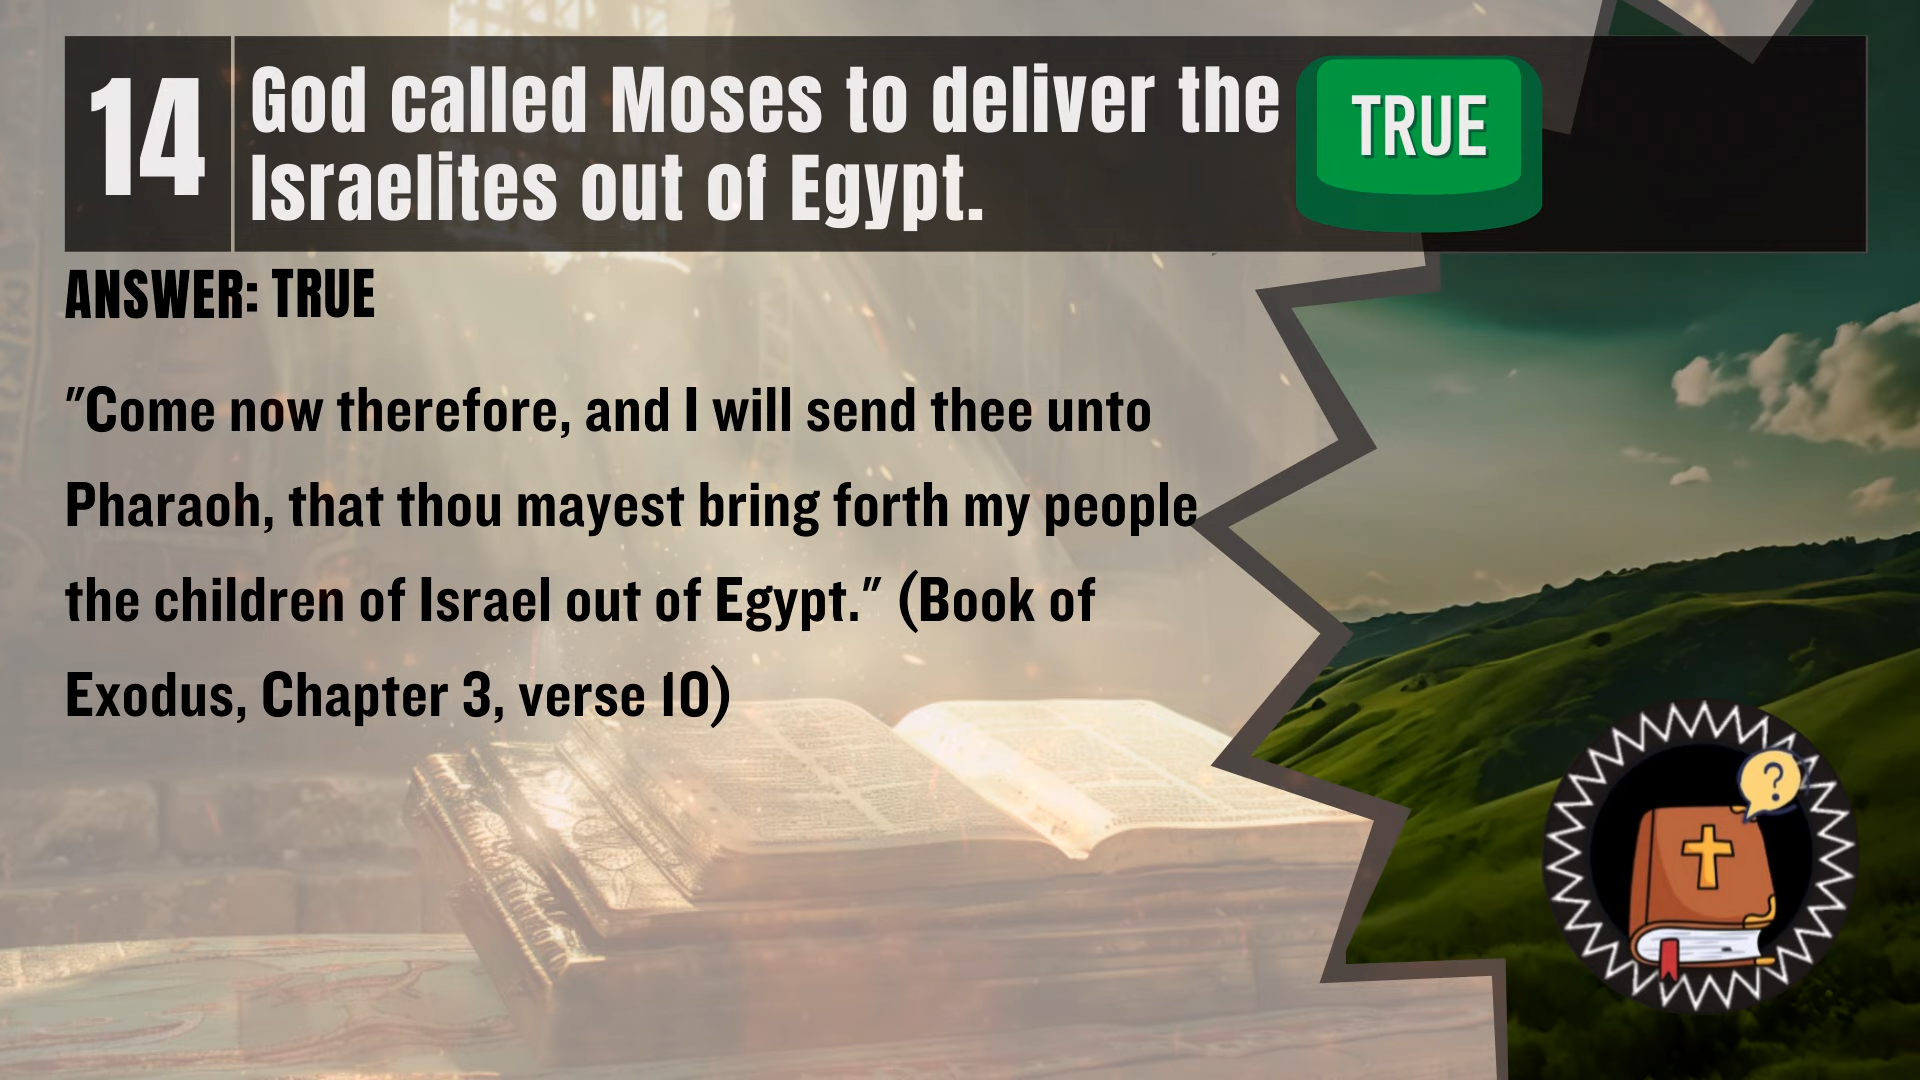 14
God called Moses to deliver the
Israelites out of Egypt.
TRUE
ANSWER: TRUE
"Come now therefore, and I will send thee unto
Pharaoh, that thou mayest bring forth my people
the children of Israel out of Egypt." (Book of
Exodus, Chapter 3, verse 10)
?